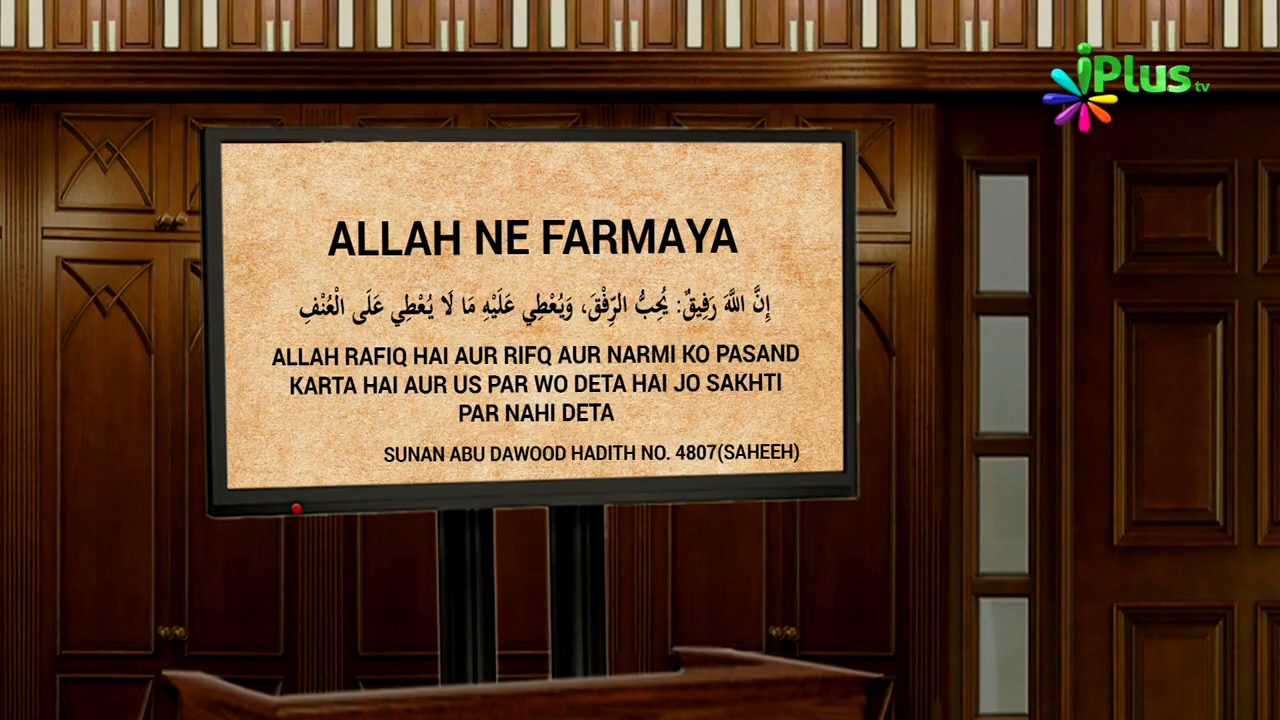 iPlus tv
ALLAH NE FARMAYA
إِنَّ اللَّهَ رَفِيقٌ: يُحِبُّ الرِّفْقَ، وَيُعْطِي عَلَيْهِ مَا لَا يُعْطِي عَلَى الْعُنْفِ
ALLAH RAFIQ HAI AUR RIFQ AUR NARMI KO PASAND
KARTA HAI AUR US PAR WO DETA HAI JO SAKHTI
PAR NAHI DETA
SUNAN ABU DAWOOD HADITH NO. 4807(SAHEEH)